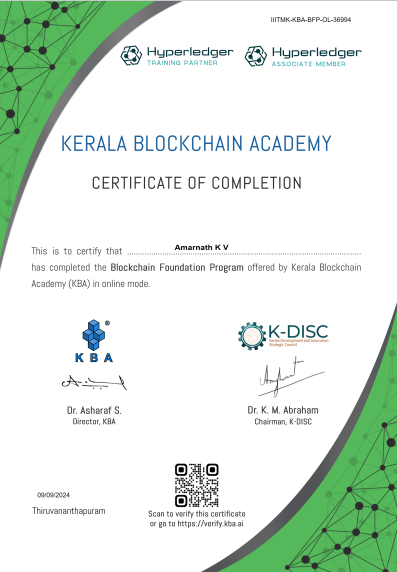 IIITMK-KBA-BFP-OL-36994
Hyperledger
TRAINING PARTNER
Hyperledger
ASSOCIATE MEMBER
KERALA BLOCKCHAIN ACADEMY
CERTIFICATE OF COMPLETION
This is to certify that Amarnath K V
has completed the Blockchain Foundation Program offered by Kerala Blockchain
Academy (KBA) in online mode.
®
KBA
K-DISC
Kerala Development and Innovation
Strategic Council
Dr. Asharaf S.
Director, KBA
Dr. K. M. Abraham
Chairman, K-DISC
09/09/2024
Thiruvananthapuram
Scan to verify this certificate
or go to https://verify.kba.ai